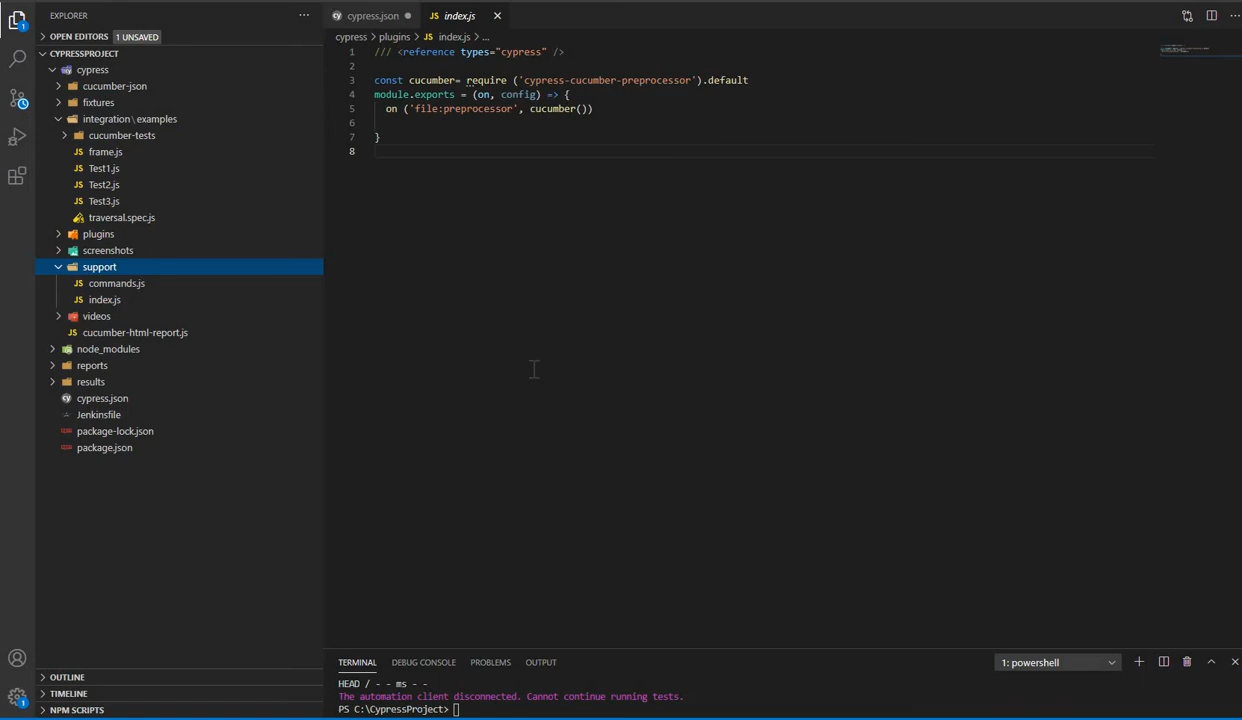 EXPLORER
OPEN EDITORS 1 UNSAVED
CYPRESSPROJECT
cypress
cucumber-json
fixtures
integration \ examples
cucumber-tests
frame.js
Test1.js
Test2.js
Test3.js
traversal.spec.js
plugins
screenshots
support
commands.js
index.js
videos
cucumber-html-report.js
node_modules
reports
results
cypress.json
Jenkinsfile
package-lock.json
package.json
OUTLINE
TIMELINE
NPM SCRIPTS
cypress.json JS index.js
cypress > plugins > JS index.js > ...
1 /// <reference types="cypress" />
2
3 const cucumber= require ('cypress-cucumber-preprocessor').default
4 module.exports = (on, config) => {
5 on ('file:preprocessor', cucumber())
6
7 }
8
TERMINAL DEBUG CONSOLE PROBLEMS OUTPUT 1: powershell
HEAD / - - ms - -
The automation client disconnected. Cannot continue running tests.
PS C:\CypressProject>